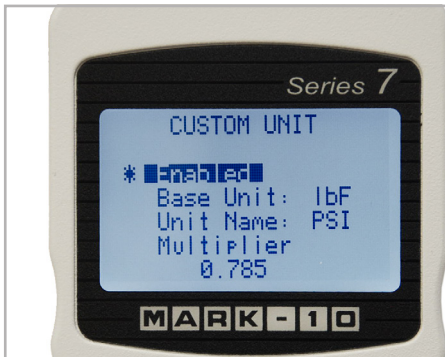 Series 7
CUSTOM UNIT
* Enabled
Base Unit: lbF
Unit Name: PSI
Multiplier
0.785
MARK-10